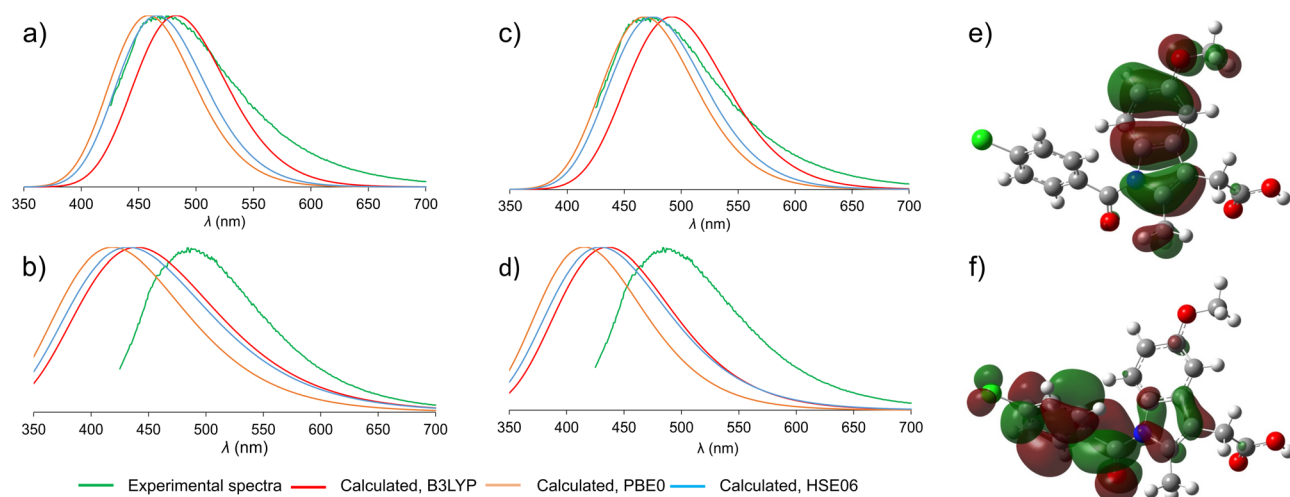 a)
c)
e)
350 400 450 500 550 600 650 700
λ (nm)
350 400 450 500 550 600 650 700
λ (nm)
b)
d)
f)
350 400 450 500 550 600 650 700
λ (nm)
350 400 450 500 550 600 650 700
λ (nm)
Experimental spectra Calculated, B3LYP Calculated, PBE0 Calculated, HSE06